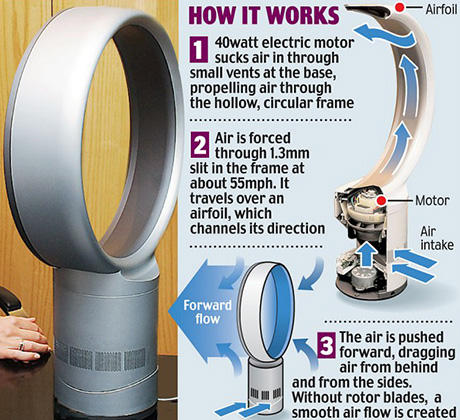 HOW IT WORKS
1 40watt electric motor
sucks air in through
small vents at the base,
propelling air through
the hollow, circular frame
2 Air is forced
through 1.3mm
slit in the frame at
about 55mph. It
travels over an
airfoil, which
channels its direction
Airfoil
Motor
Air
intake
Forward
flow
3 The air is pushed
forward, dragging
air from behind
and from the sides.
Without rotor blades, a
smooth air flow is created